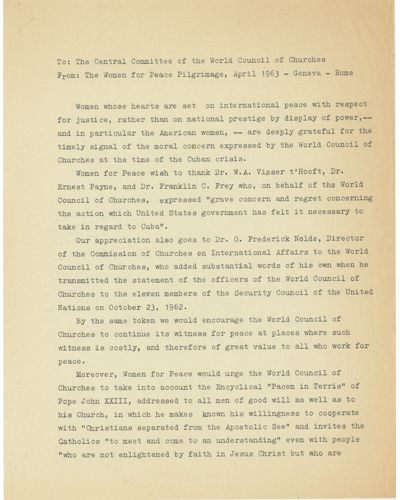 To: The Central Committee of the World Council of Churches
From: The Women for Peace Pilgrimage, April 1963 - Geneva - Rome
Women whose hearts are set on international peace with respect
for justice, rather than on national prestige by display of power,--
and in particular the American women, -- are deeply grateful for the
timely signal of the moral concern expressed by the World Council of
Churches at the time of the Cuban crisis.
Women for Peace wish to thank Dr. W.A. Visser t'Hooft, Dr.
Ernest Payne, and Dr. Franklin C. Frey who, on behalf of the World
Council of Churches, expressed "grave concern and regret concerning
the action which United States government has felt it necessary to
take in regard to Cuba".
Our appreciation also goes to Dr. O. Frederick Nolde, Director
of the Commission of Churches on International Affairs to the World
Council of Churches, who added substantial words of his own when he
transmitted the statement of the officers of the World Council of
Churches to the eleven members of the Security Council of the United
Nations on October 23, 1962.
By the same token we would encourage the World Council of
Churches to continue its witness for peace at places where such
witness is costly, and therefore of great value to all who work for
peace.
Moreover, Women for Peace would urge the World Council of
Churches to take into account the Encyclical "Pacem in Terris" of
Pope John XXIII, addressed to all men of good will as well as to
his Church, in which he makes known his willingness to cooperate
with "Christians separated from the Apostolic See" and invites the
Catholics "to meet and come to an understanding" even with people
"who are not enlightened by faith in Jesus Christ but who are